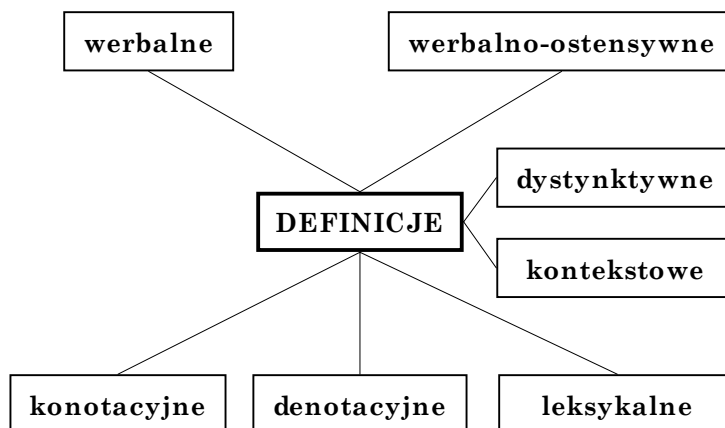 werbalne
werbalno-ostensywne
dystynktywne
DEFINICJE
kontekstowe
konotacyjne
denotacyjne
leksykalne